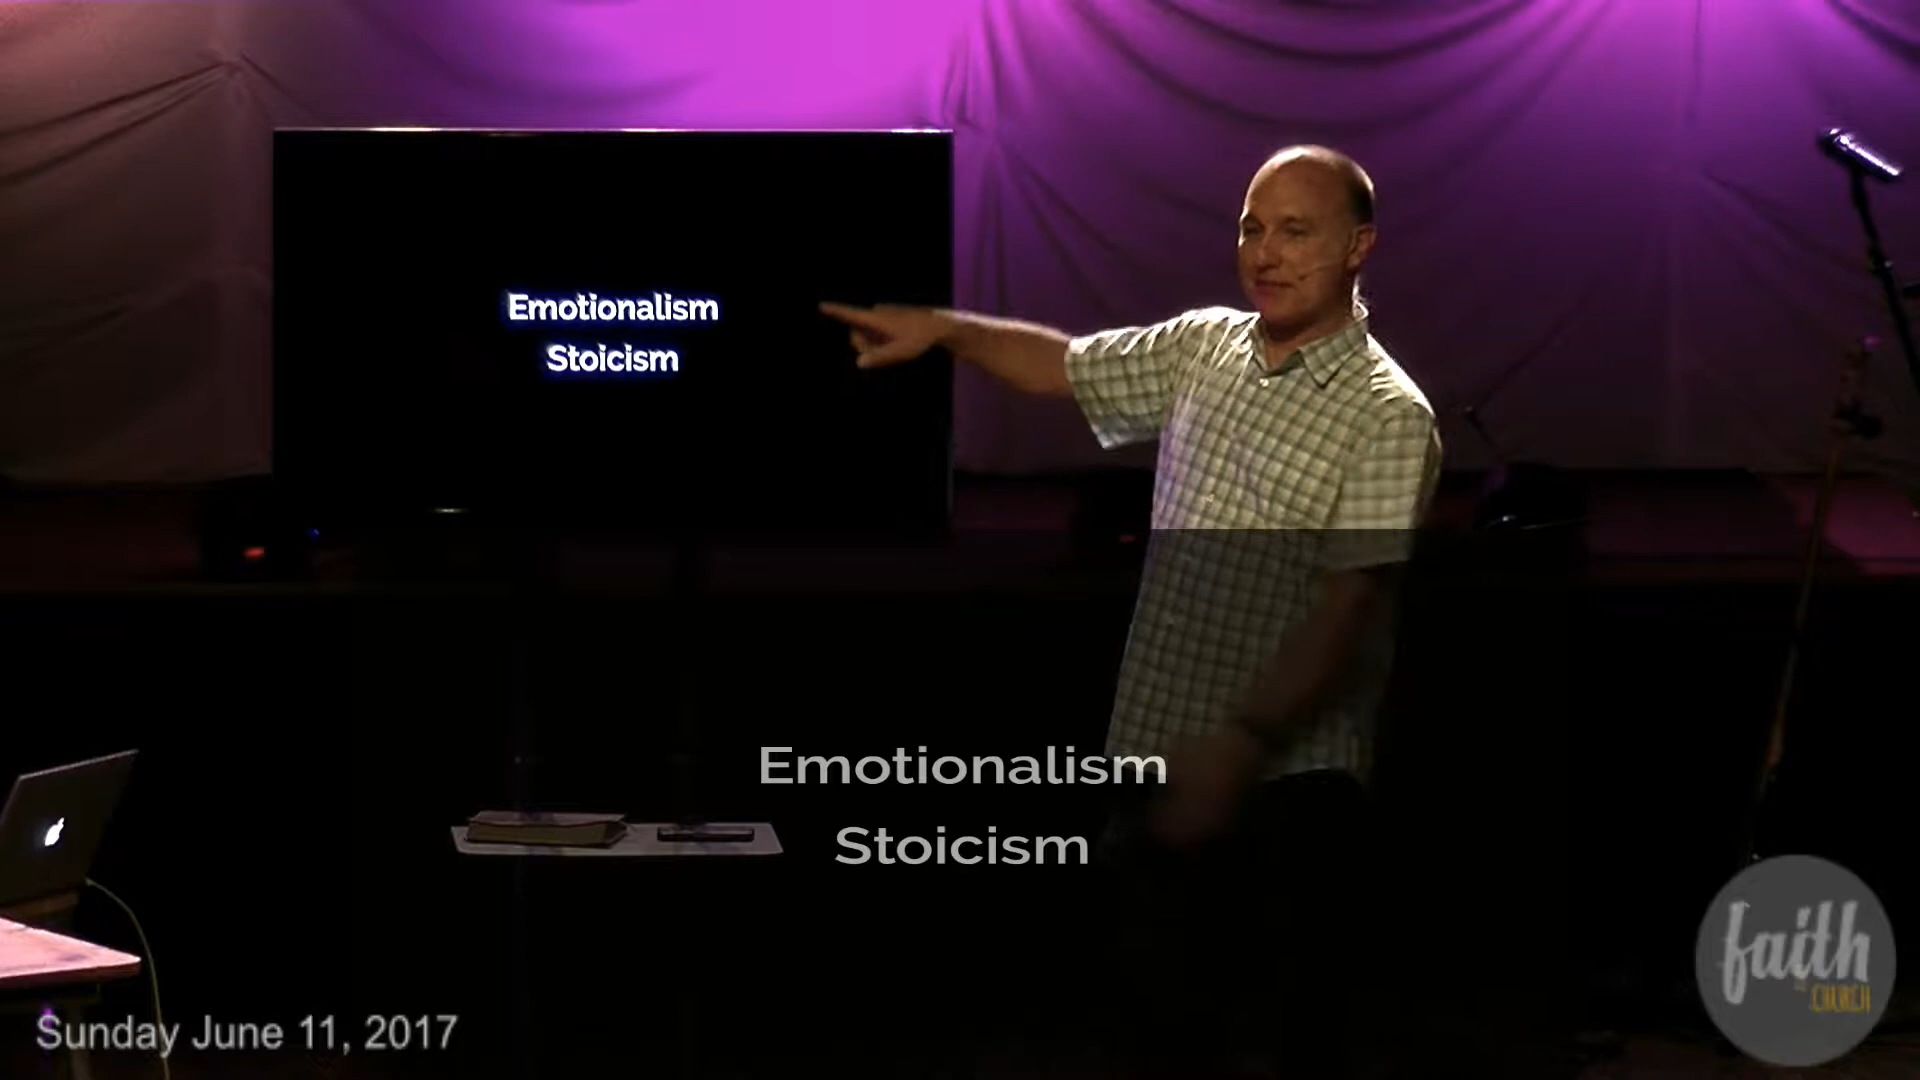 Emotionalism
Stoicism
Emotionalism
Stoicism
faith
CHURCH
Sunday June 11, 2017